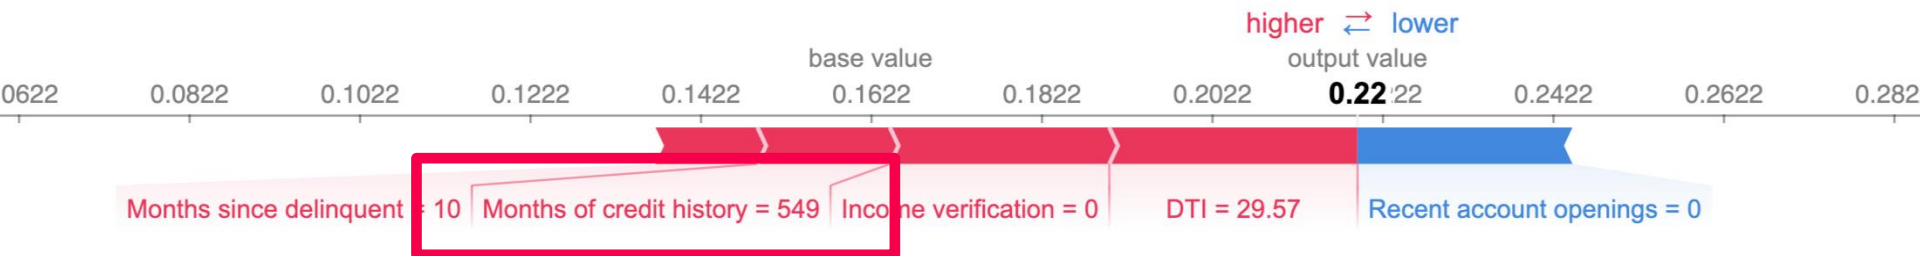 higher ⇄ lower
base value output value
0622 0.0822 0.1022 0.1222 0.1422 0.1622 0.1822 0.2022 0.22 22 0.2422 0.2622 0.282
Months since delinquent = 10 Months of credit history = 549 Income verification = 0 DTI = 29.57 Recent account openings = 0